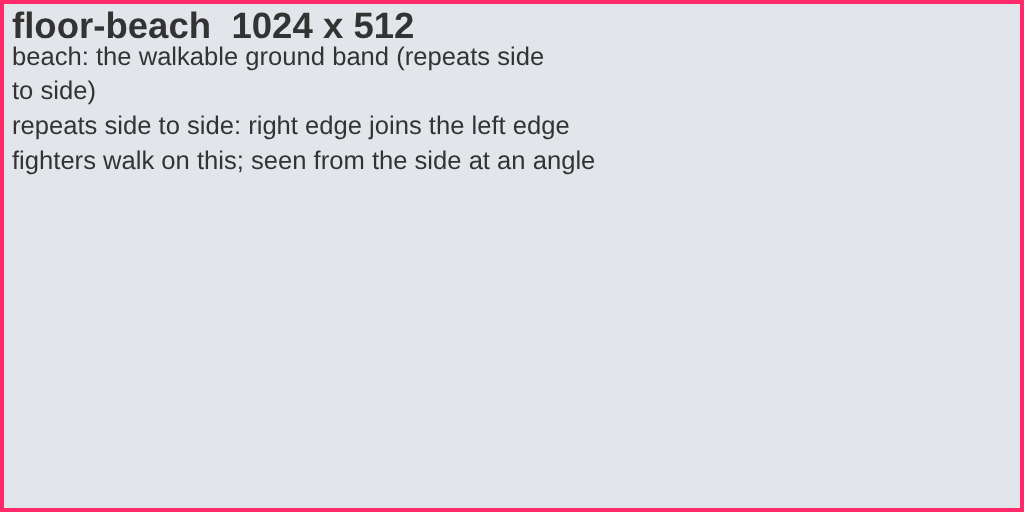 floor-beach  1024 x 512
beach: the walkable ground band (repeats side
to side)
repeats side to side: right edge joins the left edge
fighters walk on this; seen from the side at an angle